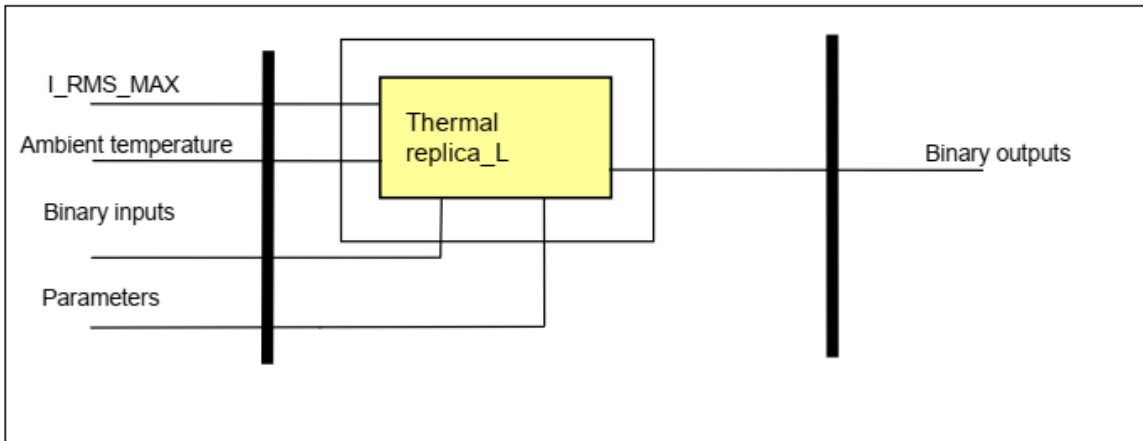 I_RMS_MAX
Ambient temperature
Binary inputs
Parameters
Thermal
replica_L
Binary outputs